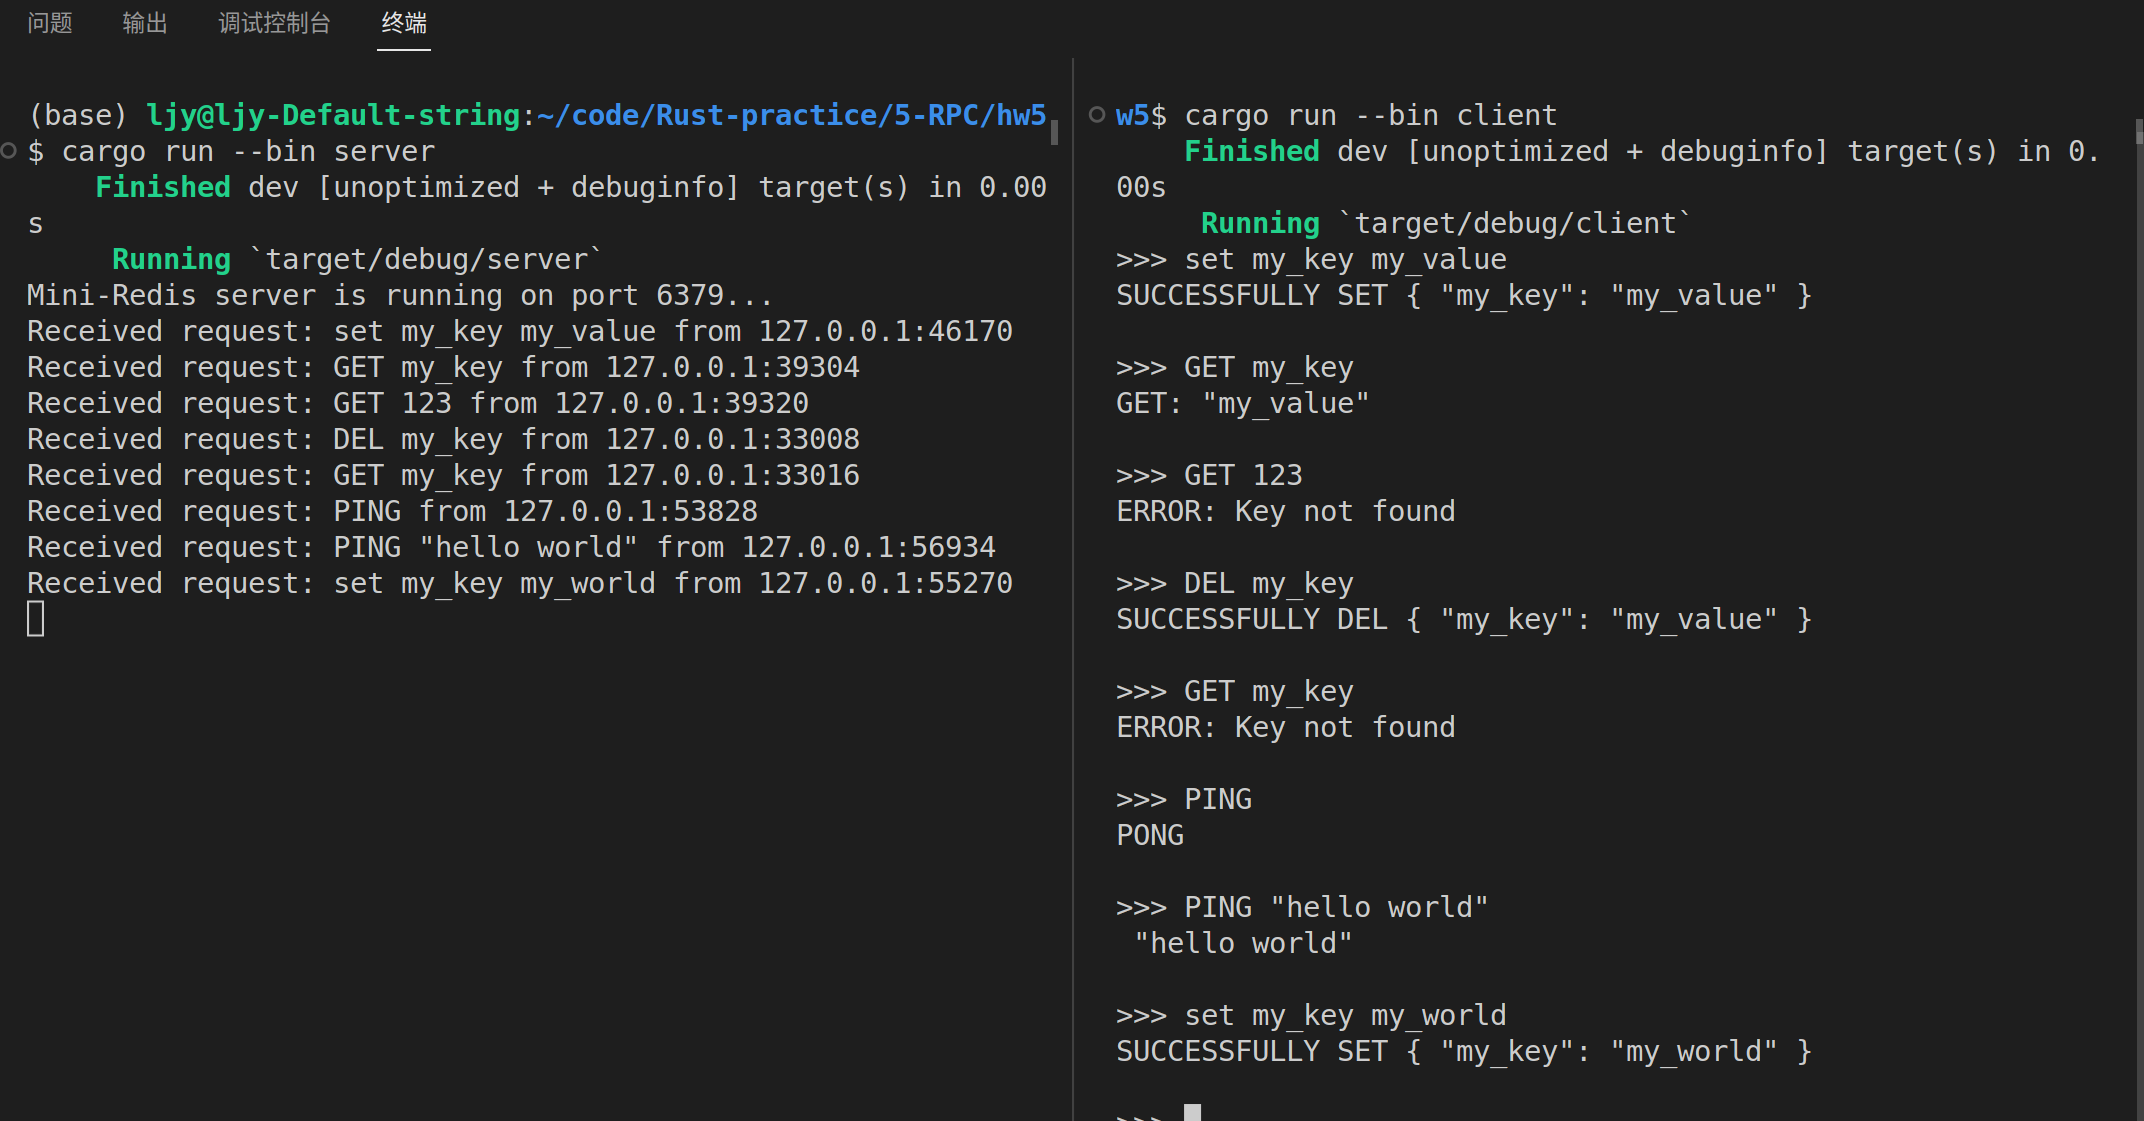 问题 输出 调试控制台 终端
(base) ljy@ljy-Default-string:~/code/Rust-practice/5-RPC/hw5
$ cargo run --bin server
Finished dev [unoptimized + debuginfo] target(s) in 0.00
s
Running `target/debug/server`
Mini-Redis server is running on port 6379...
Received request: set my_key my_value from 127.0.0.1:46170
Received request: GET my_key from 127.0.0.1:39304
Received request: GET 123 from 127.0.0.1:39320
Received request: DEL my_key from 127.0.0.1:33008
Received request: GET my_key from 127.0.0.1:33016
Received request: PING from 127.0.0.1:53828
Received request: PING "hello world" from 127.0.0.1:56934
Received request: set my_key my_world from 127.0.0.1:55270
w5$ cargo run --bin client
Finished dev [unoptimized + debuginfo] target(s) in 0.
00s
Running `target/debug/client`
>>> set my_key my_value
SUCCESSFULLY SET { "my_key": "my_value" }
>>> GET my_key
GET: "my_value"
>>> GET 123
ERROR: Key not found
>>> DEL my_key
SUCCESSFULLY DEL { "my_key": "my_value" }
>>> GET my_key
ERROR: Key not found
>>> PING
PONG
>>> PING "hello world"
"hello world"
>>> set my_key my_world
SUCCESSFULLY SET { "my_key": "my_world" }
>>>